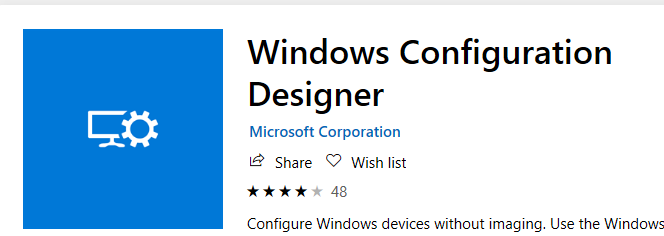 Windows Configuration
Designer
Microsoft Corporation
Share Wish list
48
Configure Windows devices without imaging. Use the Windows